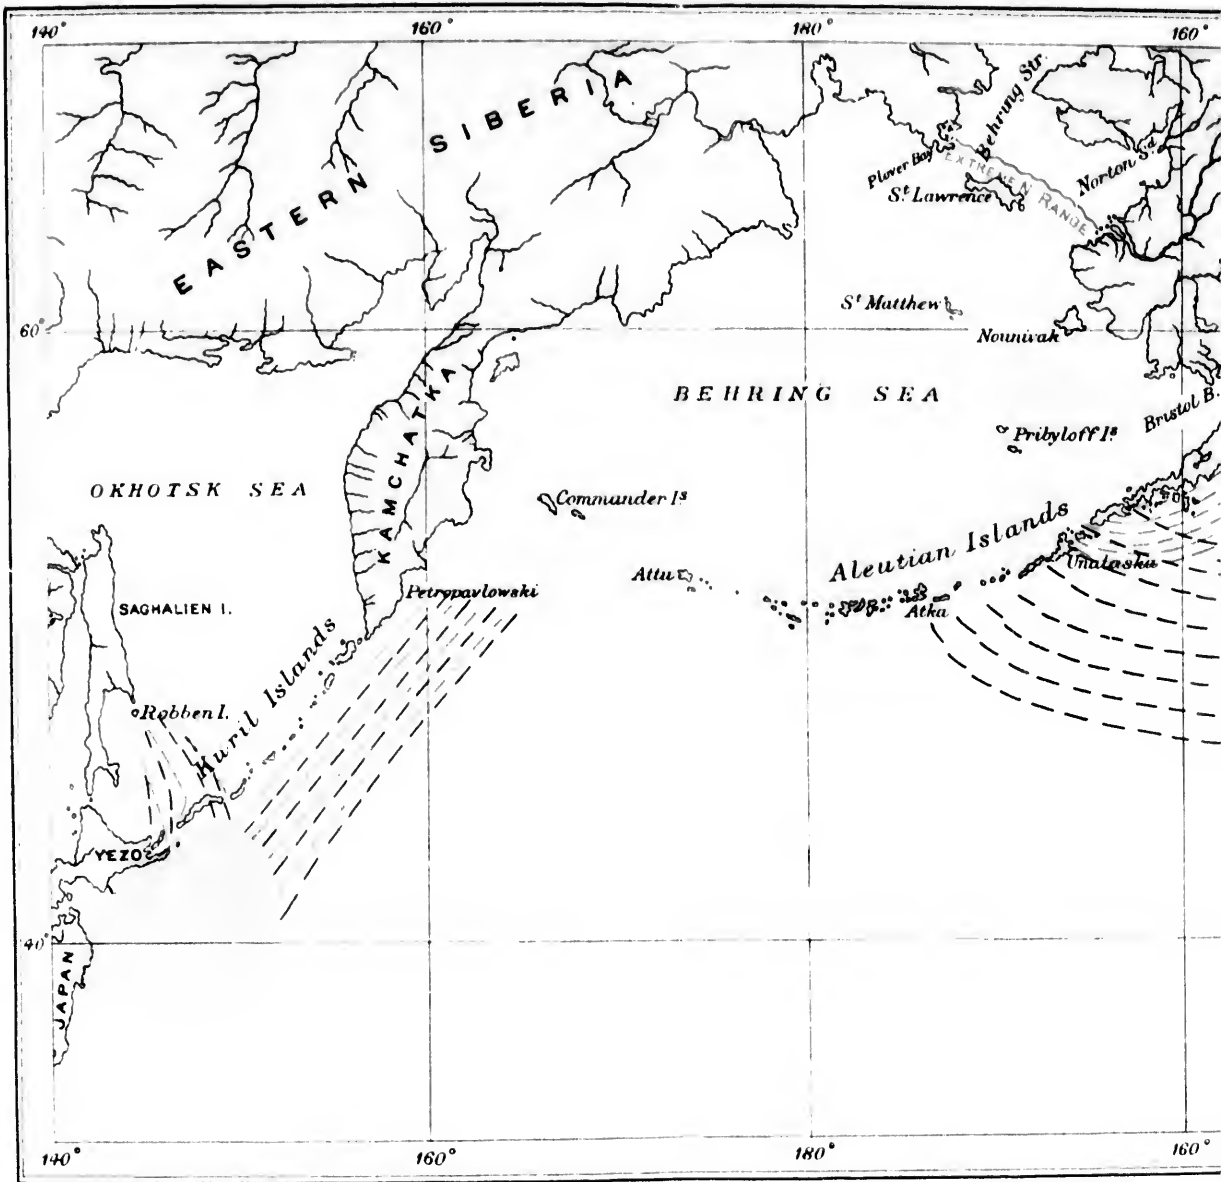 140°
160°
180°
160°
EASTERN SIBERIA
Behring Str.
Plover Bay
EXTREME N RANGE
Norton Sd.
St. Lawrence
St Matthew
60°
Nounivak
BEHRING SEA
Bristol B.
KAMCHATKA
Pribyloff Is
OKHOTSK SEA
Commander Is
Aleutian Islands
Attu
Unalaska
Petropavlowski
SAGHALIEN I.
Atka
Kuril Islands
Robben I.
YEZO
40°
JAPAN
140°
160°
180°
160°